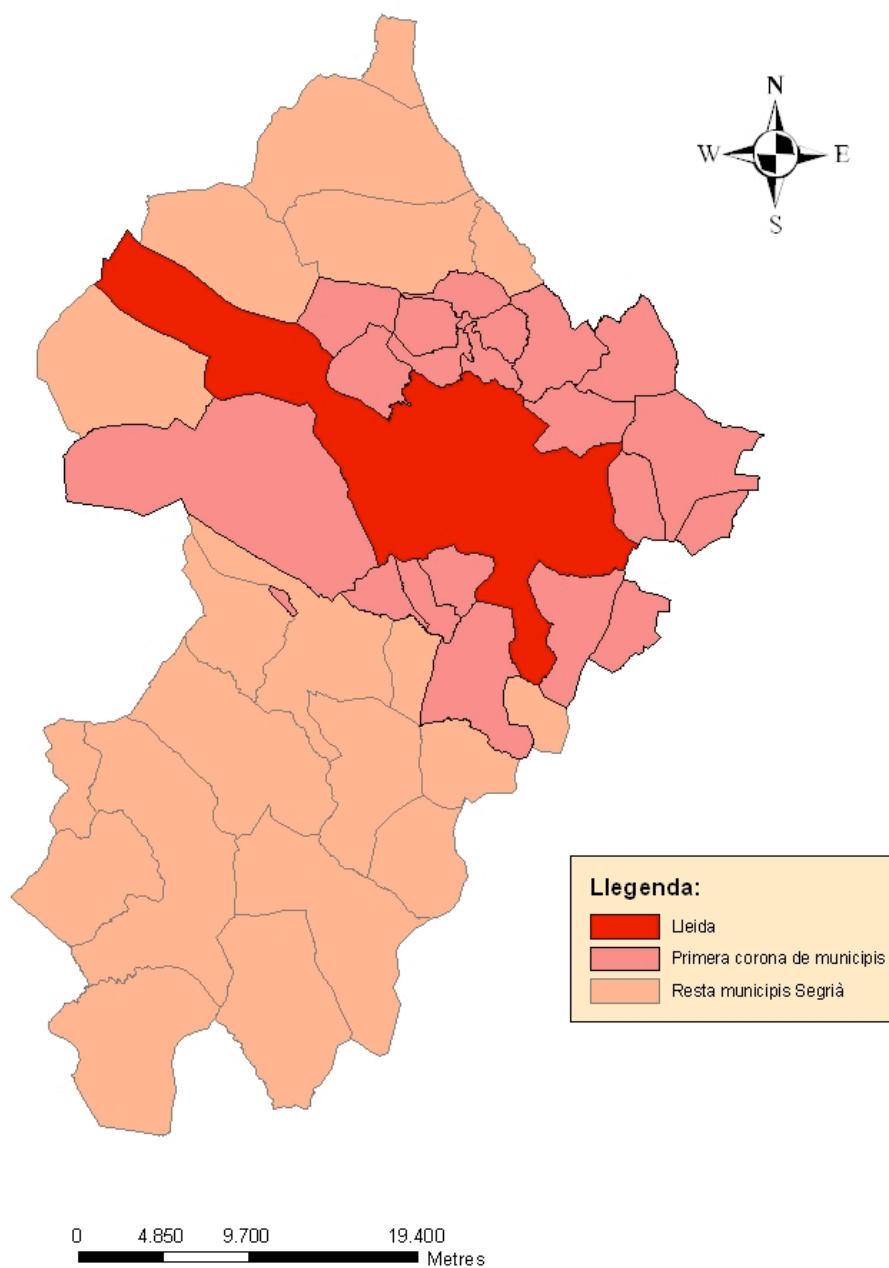 N
W E
S
Llegenda:
Lleida
Primera corona de municipis
Resta municipis Segrià
0 4.850 9.700 19.400
Metres